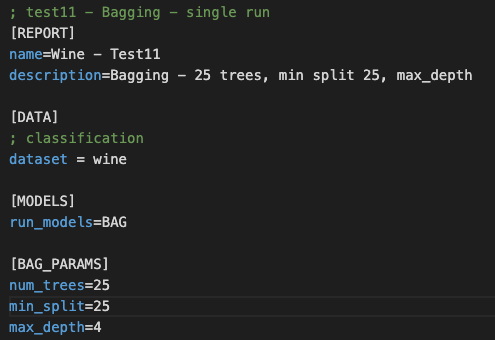 ; test11 - Bagging - single run
[REPORT]
name=Wine - Test11
description=Bagging - 25 trees, min split 25, max_depth
[DATA]
; classification
dataset = wine
[MODELS]
run_models=BAG
[BAG_PARAMS]
num_trees=25
min_split=25
max_depth=4